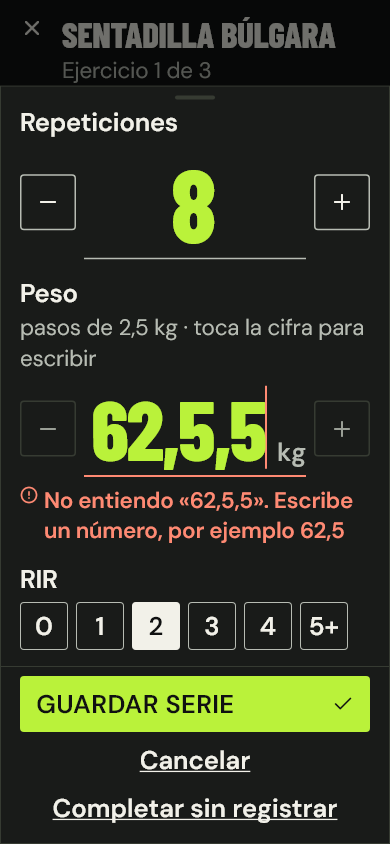 SENTADILLA BÚLGARA
Ejercicio 1 de 3
Repeticiones
− 8 +
Peso
pasos de 2,5 kg · toca la cifra para
escribir
− 62,5,5 kg +
No entiendo «62,5,5». Escribe
un número, por ejemplo 62,5
RIR
0 1 2 3 4 5+
GUARDAR SERIE
Cancelar
Completar sin registrar